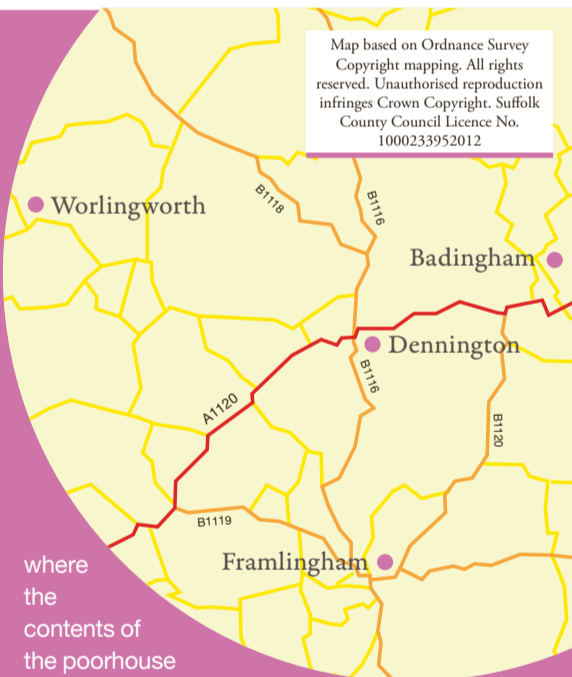 Map based on Ordnance Survey
Copyright mapping. All rights
reserved. Unauthorised reproduction
infringes Crown Copyright. Suffolk
County Council Licence No.
1000233952012
Worlingworth
B1118
B1116
Badingham
Dennington
B1116
A1120
B1120
B1119
Framlingham
where
the
contents of
the poorhouse